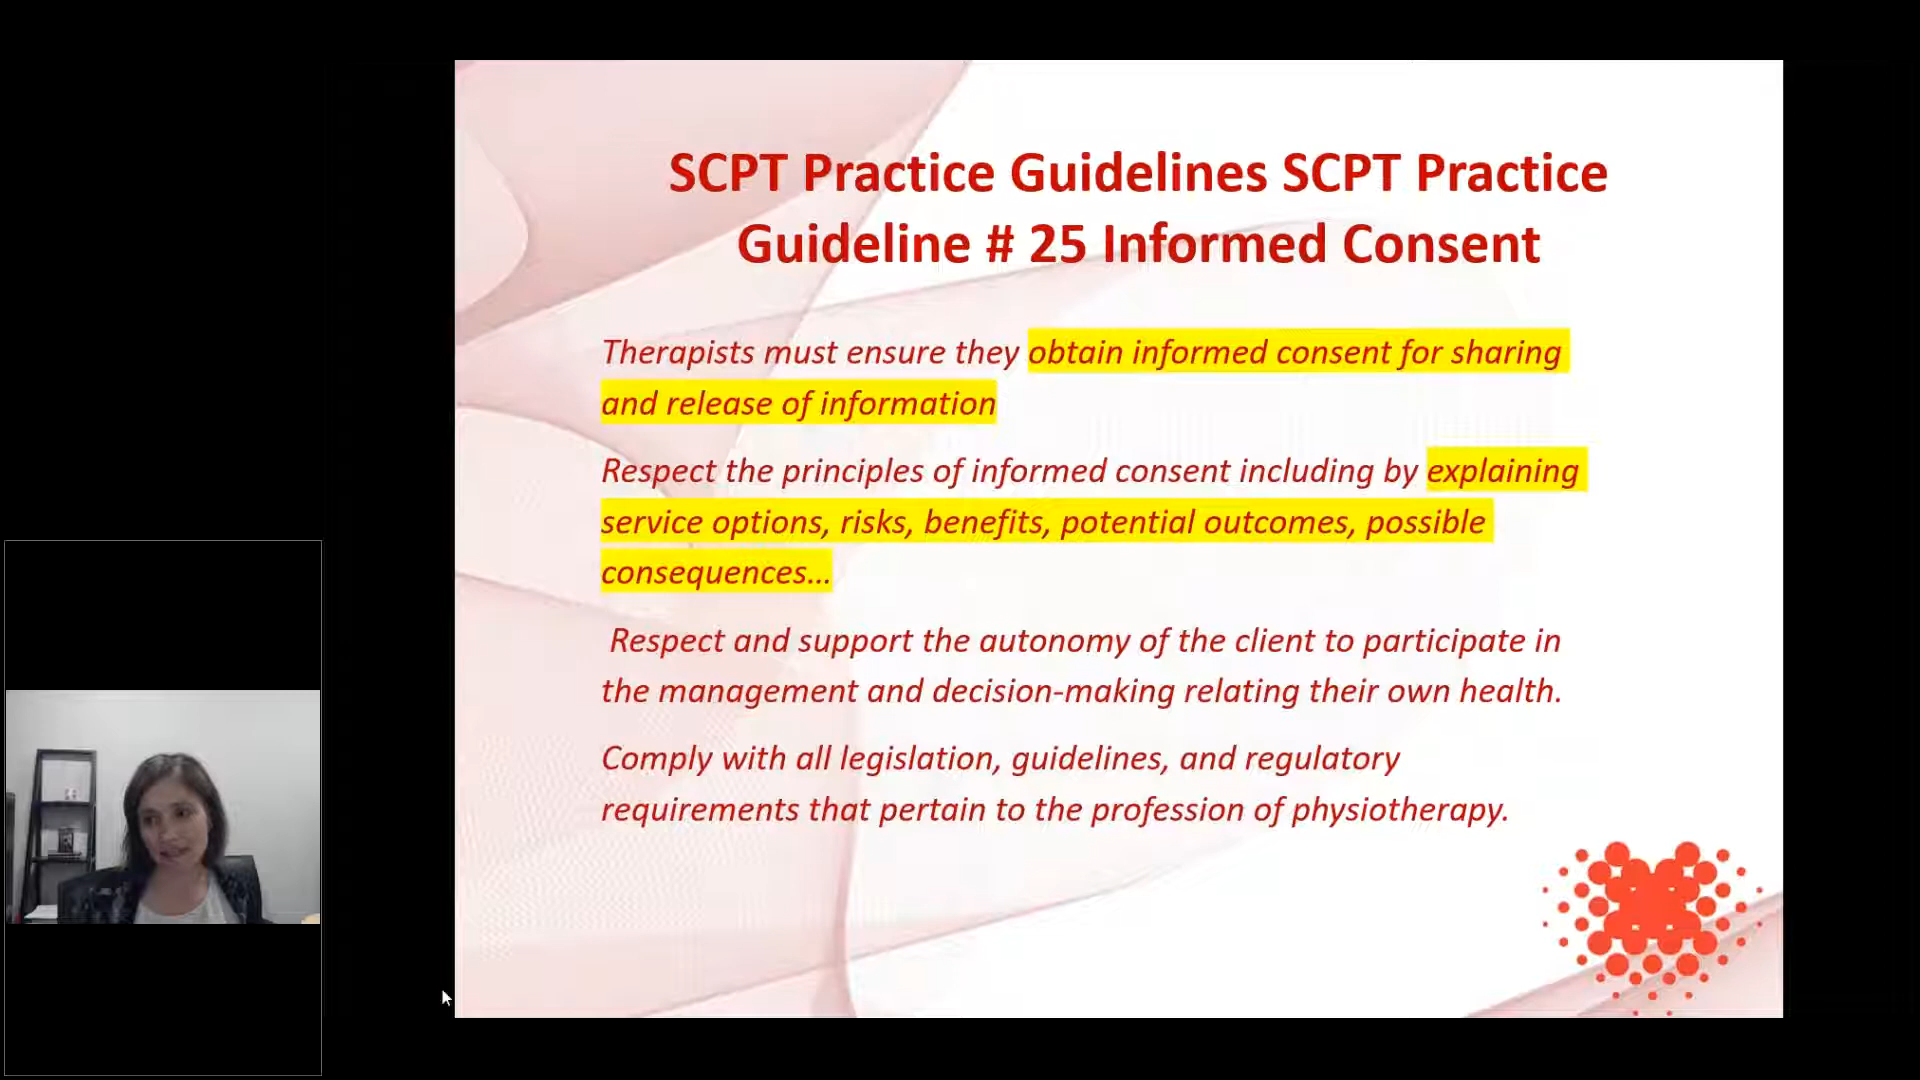 SCPT Practice Guidelines SCPT Practice
Guideline # 25 Informed Consent
Therapists must ensure they obtain informed consent for sharing
and release of information
Respect the principles of informed consent including by explaining
service options, risks, benefits, potential outcomes, possible
consequences...
Respect and support the autonomy of the client to participate in
the management and decision-making relating their own health.
Comply with all legislation, guidelines, and regulatory
requirements that pertain to the profession of physiotherapy.